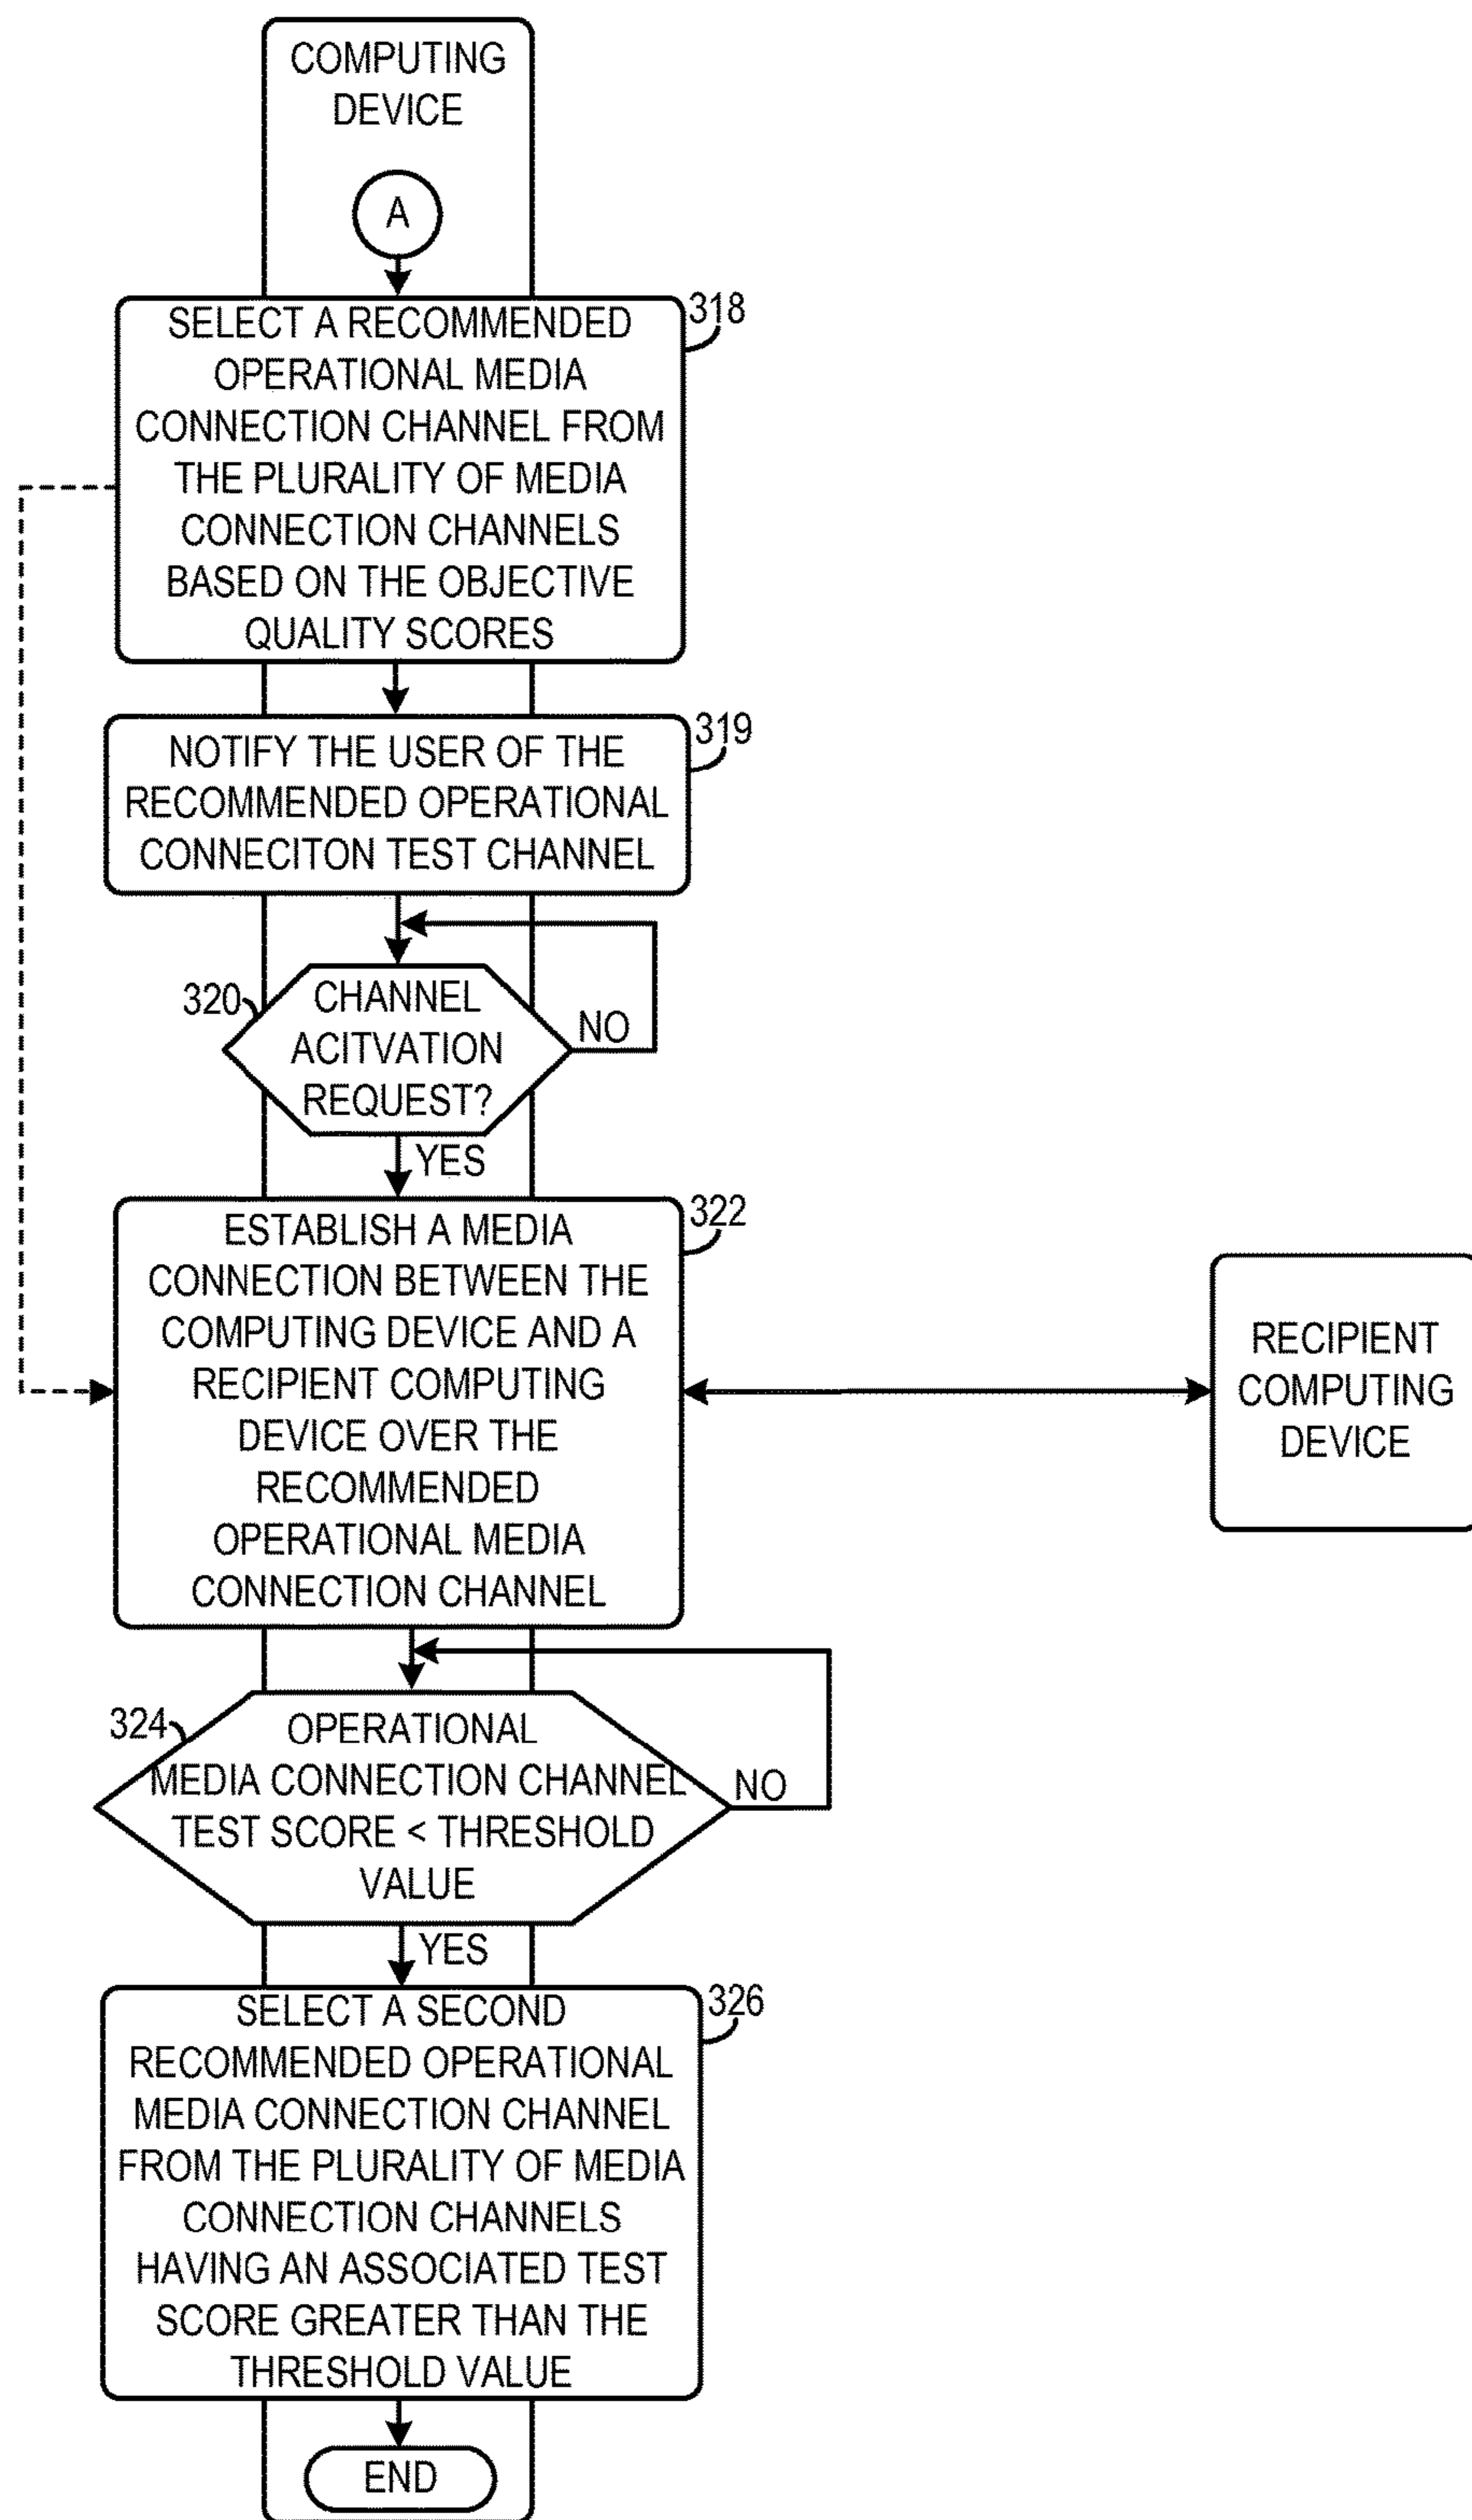 COMPUTING
DEVICE
A
318
SELECT A RECOMMENDED
OPERATIONAL MEDIA
CONNECTION CHANNEL FROM
THE PLURALITY OF MEDIA
CONNECTION CHANNELS
BASED ON THE OBJECTIVE
QUALITY SCORES
319
NOTIFY THE USER OF THE
RECOMMENDED OPERATIONAL
CONNECITON TEST CHANNEL
320
CHANNEL
ACITVATION
REQUEST?
NO
YES
322
ESTABLISH A MEDIA
CONNECTION BETWEEN THE
COMPUTING DEVICE AND A
RECIPIENT COMPUTING
DEVICE OVER THE
RECOMMENDED
OPERATIONAL MEDIA
CONNECTION CHANNEL
RECIPIENT
COMPUTING
DEVICE
324
OPERATIONAL
MEDIA CONNECTION CHANNEL
TEST SCORE < THRESHOLD
VALUE
NO
YES
326
SELECT A SECOND
RECOMMENDED OPERATIONAL
MEDIA CONNECTION CHANNEL
FROM THE PLURALITY OF MEDIA
CONNECTION CHANNELS
HAVING AN ASSOCIATED TEST
SCORE GREATER THAN THE
THRESHOLD VALUE
END